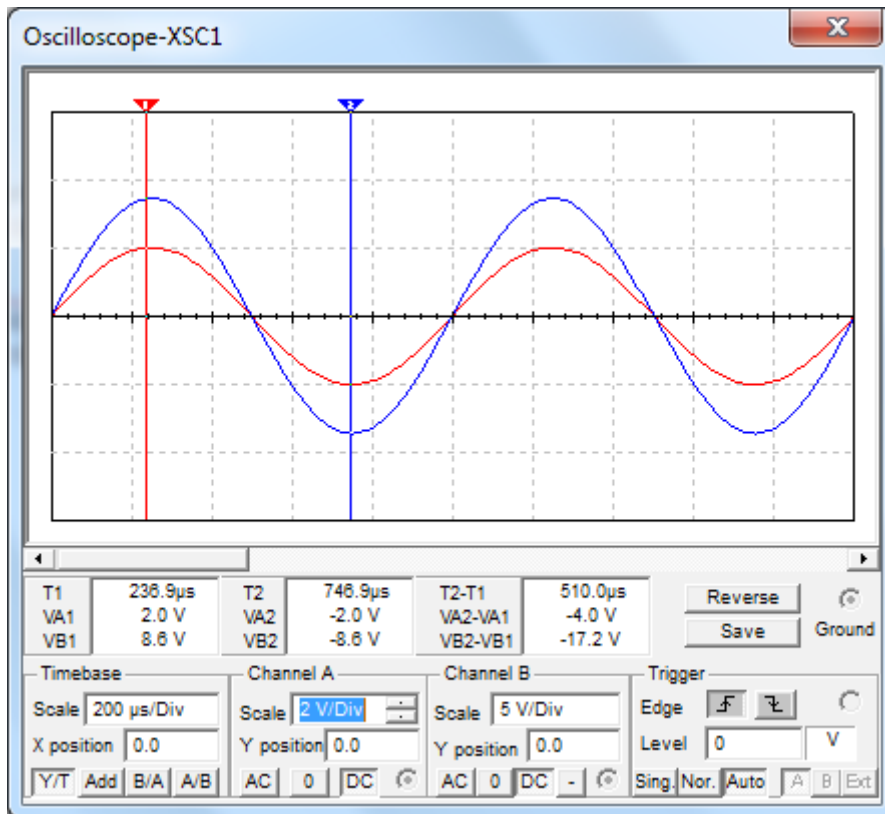 Oscilloscope-XSC1
1 2
T1 236.9µs T2 746.9µs T2-T1 510.0µs
VA1 2.0 V VA2 -2.0 V VA2-VA1 -4.0 V
VB1 8.6 V VB2 -8.6 V VB2-VB1 -17.2 V
Reverse
Save
Ground
Timebase
Scale 200 µs/Div
X position 0.0
Y/T Add B/A A/B
Channel A
Scale 2 V/Div
Y position 0.0
AC 0 DC
Channel B
Scale 5 V/Div
Y position 0.0
AC 0 DC -
Trigger
Edge
Level 0 V
Sing. Nor. Auto A B Ext